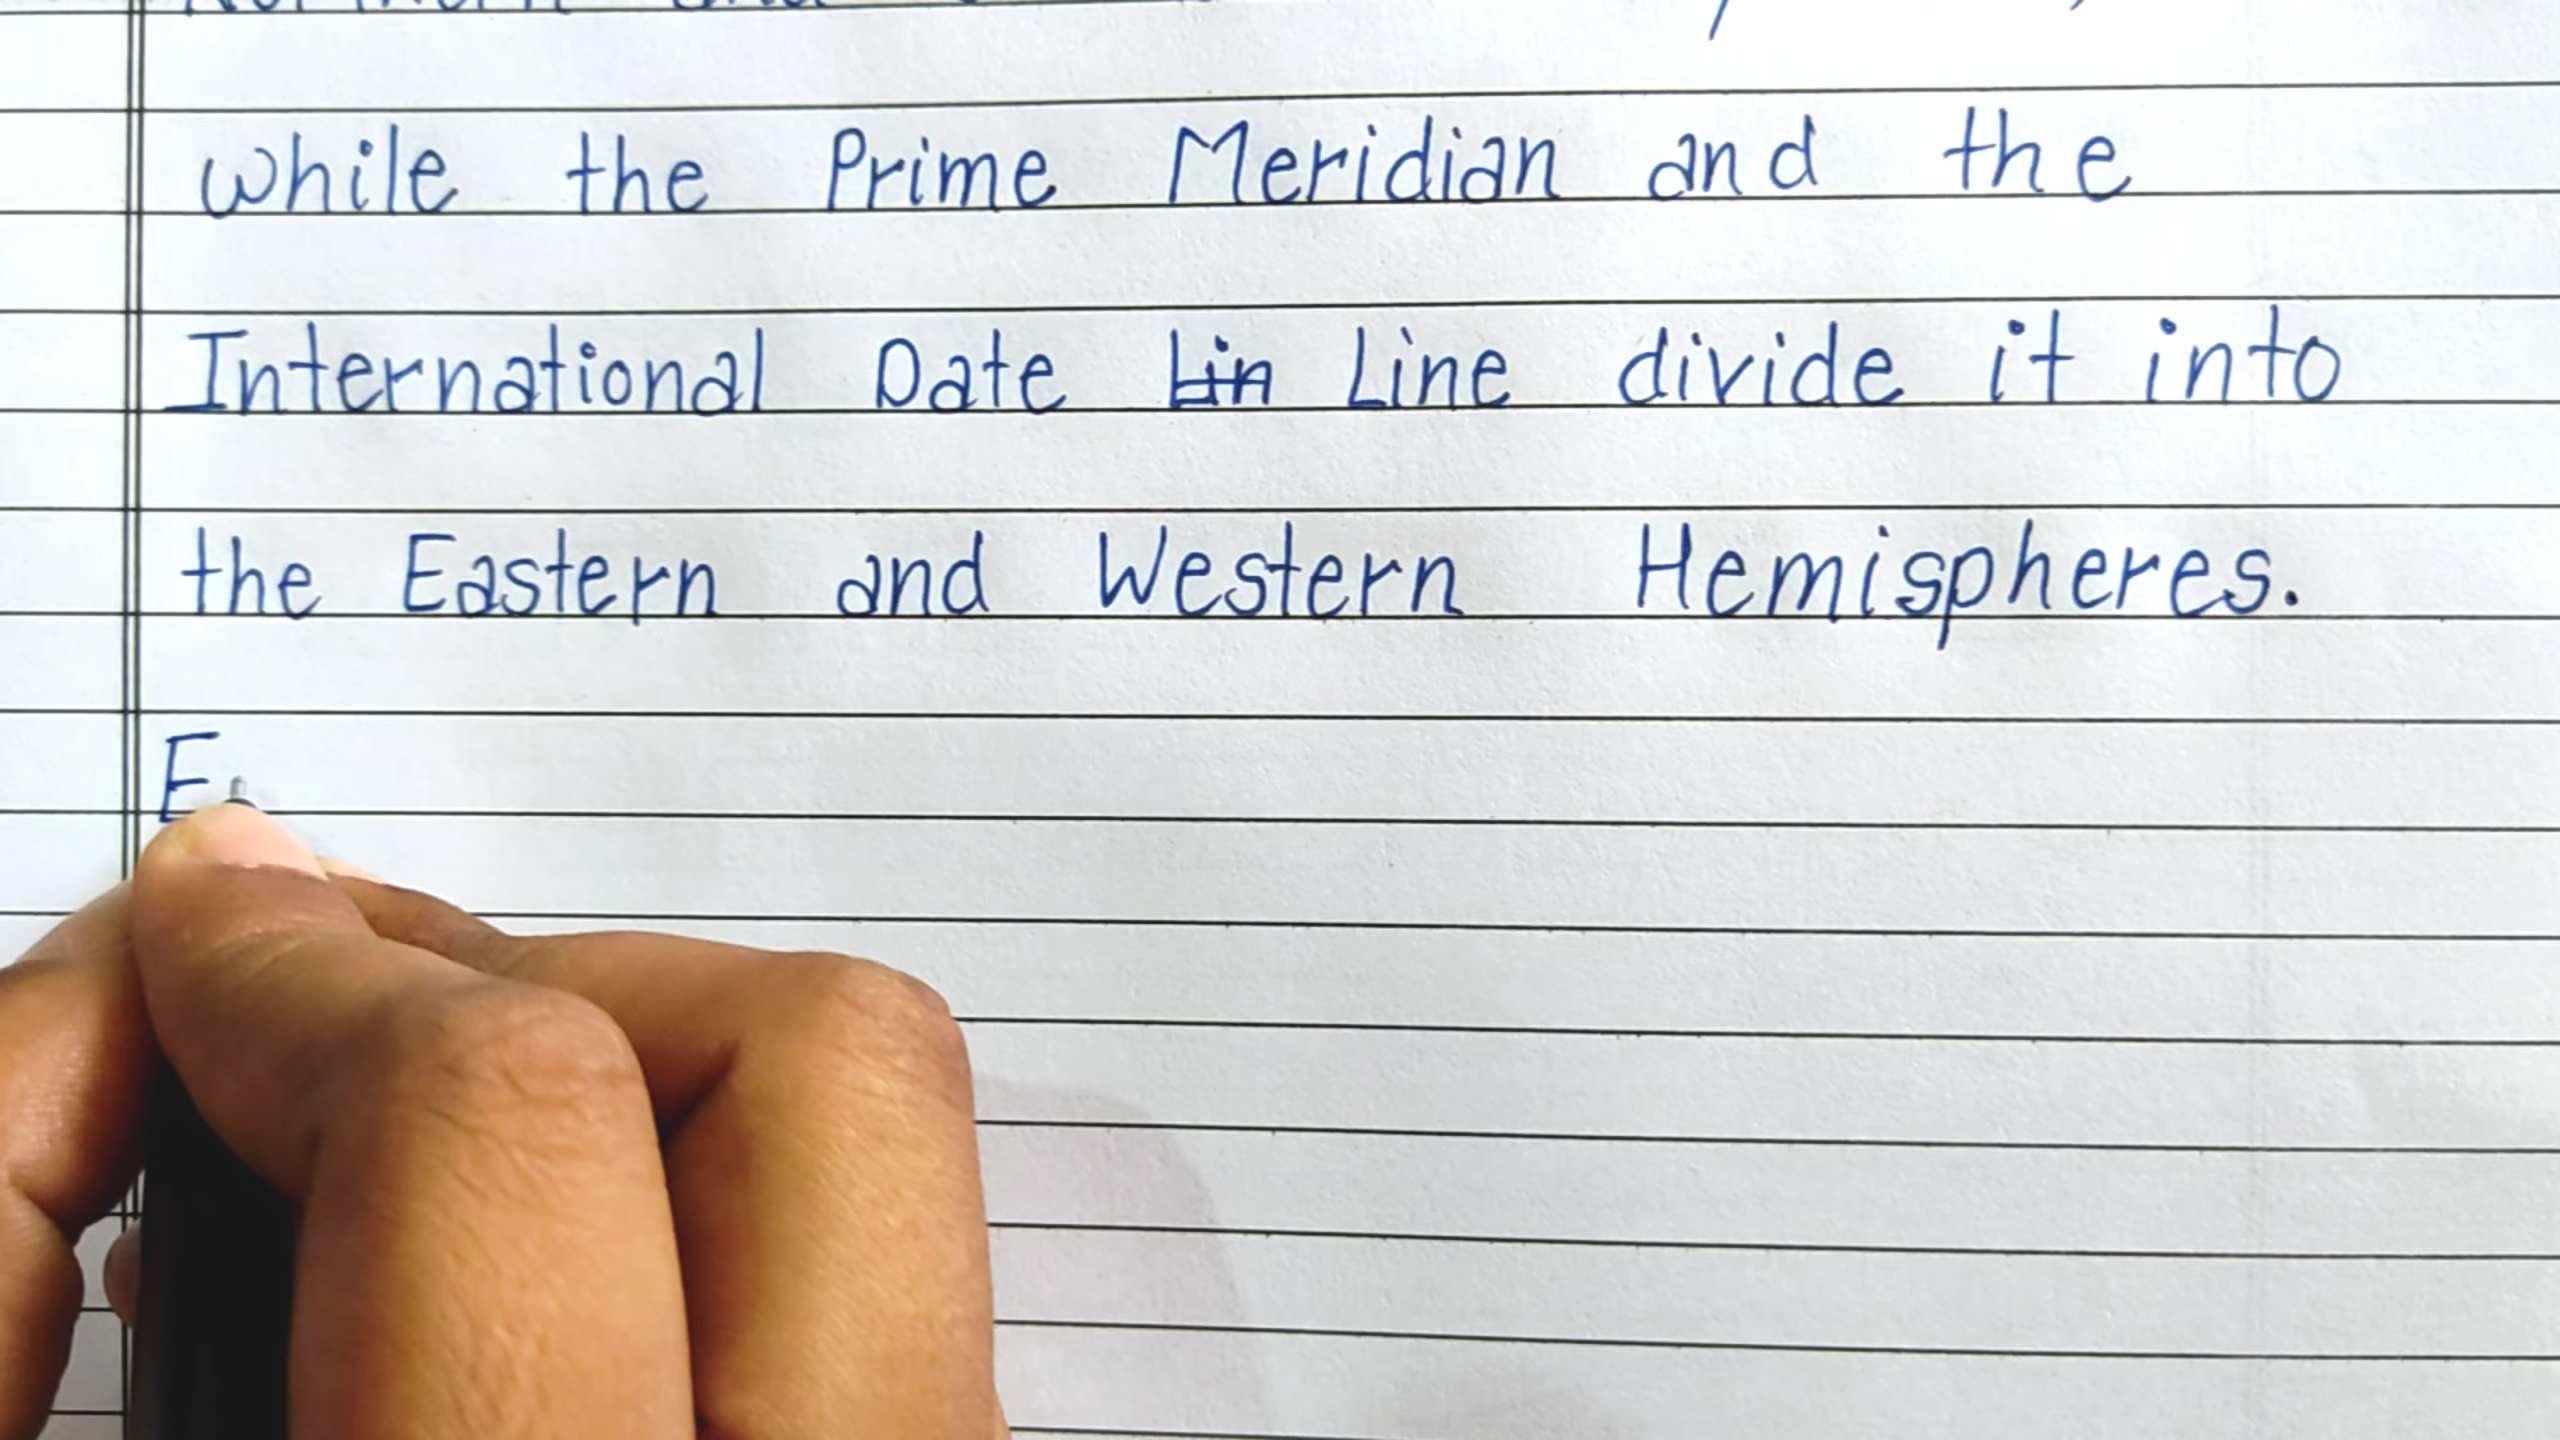 while the Prime Meridian and the
International Date Lin Line divide it into
the Eastern and Western Hemispheres.
E